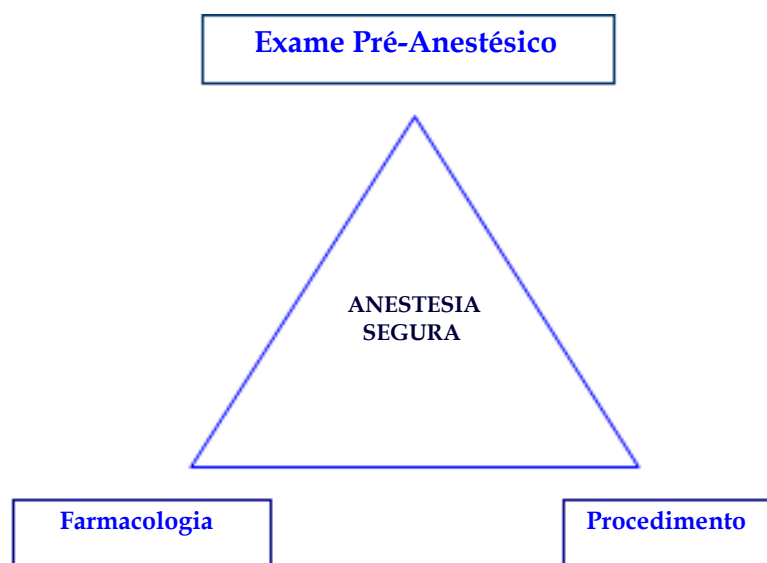 Exame Pré-Anestésico
ANESTESIA
SEGURA
Farmacologia
Procedimento